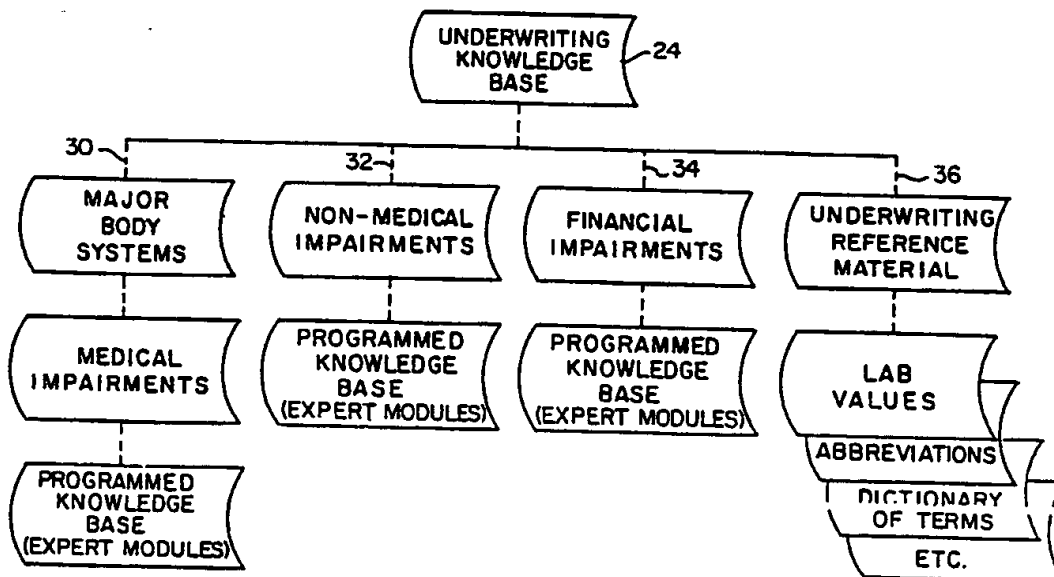 UNDERWRITING
KNOWLEDGE
BASE
24
30
32
34
36
MAJOR
BODY
SYSTEMS
NON-MEDICAL
IMPAIRMENTS
FINANCIAL
IMPAIRMENTS
UNDERWRITING
REFERENCE
MATERIAL
MEDICAL
IMPAIRMENTS
PROGRAMMED
KNOWLEDGE
BASE
(EXPERT MODULES)
PROGRAMMED
KNOWLEDGE
BASE
(EXPERT MODULES)
LAB
VALUES
ABBREVIATIONS
DICTIONARY
OF TERMS
ETC.
PROGRAMMED
KNOWLEDGE
BASE
(EXPERT MODULES)